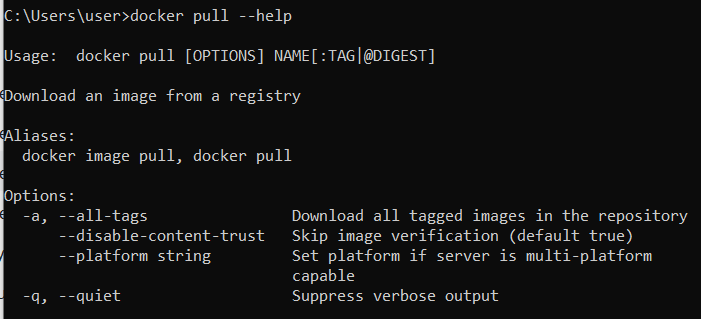 C:\Users\user>docker pull --help
Usage:  docker pull [OPTIONS] NAME[:TAG|@DIGEST]
Download an image from a registry
Aliases:
  docker image pull, docker pull
Options:
  -a, --all-tags                Download all tagged images in the repository
      --disable-content-trust   Skip image verification (default true)
      --platform string         Set platform if server is multi-platform
                                capable
  -q, --quiet                   Suppress verbose output